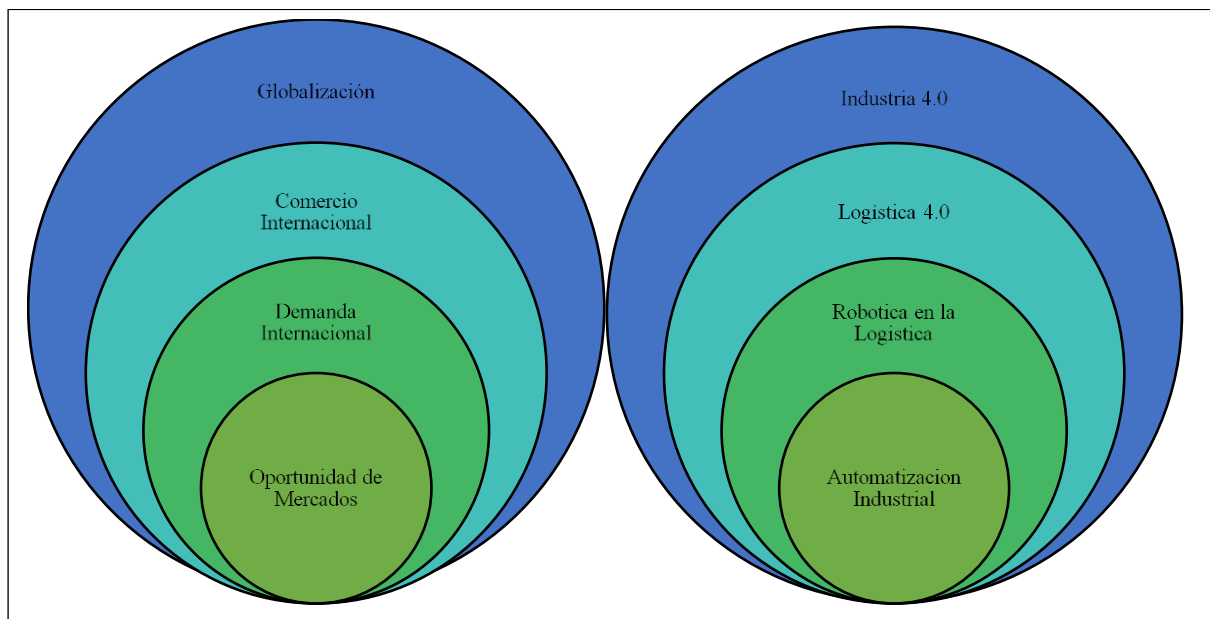 Globalización
Comercio
Internacional
Demanda
Internacional
Oportunidad de
Mercados
Industria 4.0
Logística 4.0
Robotica en la
Logistica
Automatizacion
Industrial